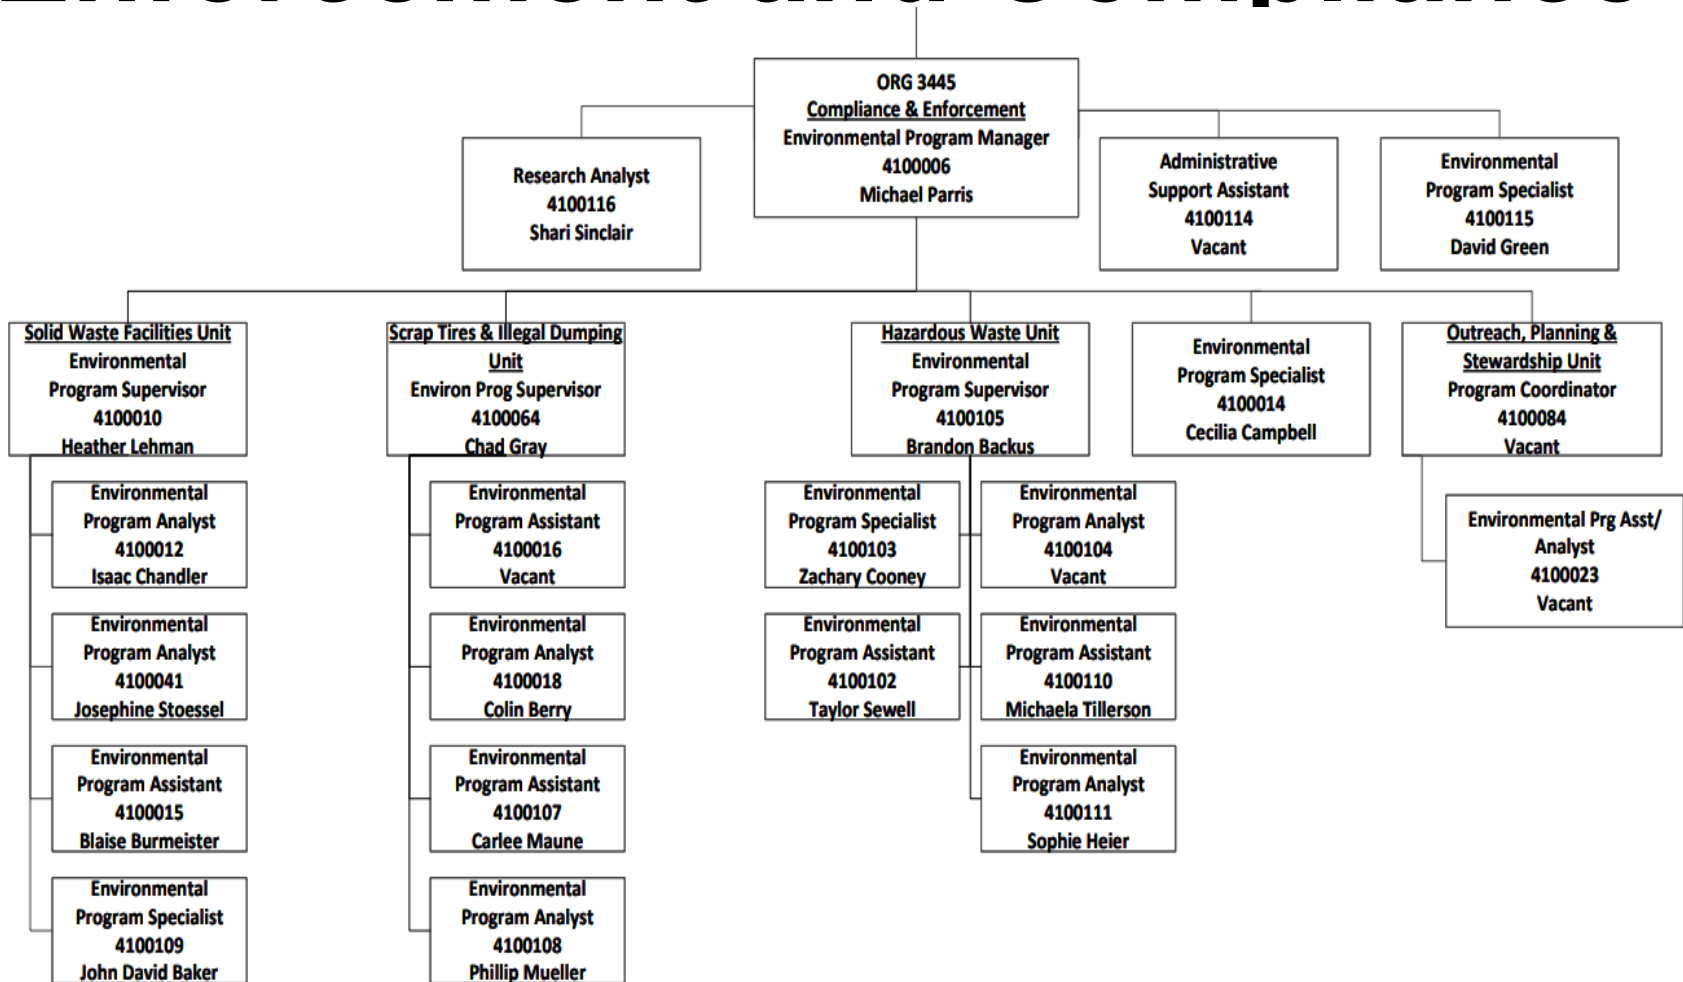 ORG 3445
Compliance & Enforcement
Environmental Program Manager
4100006
Michael Parris
Research Analyst
4100116
Shari Sinclair
Administrative
Support Assistant
4100114
Vacant
Environmental
Program Specialist
4100115
David Green
Solid Waste Facilities Unit
Environmental
Program Supervisor
4100010
Heather Lehman
Scrap Tires & Illegal Dumping
Unit
Environ Prog Supervisor
4100064
Chad Gray
Hazardous Waste Unit
Environmental
Program Supervisor
4100105
Brandon Backus
Environmental
Program Specialist
4100014
Cecilia Campbell
Outreach, Planning &
Stewardship Unit
Program Coordinator
4100084
Vacant
Environmental
Program Analyst
4100012
Isaac Chandler
Environmental
Program Analyst
4100041
Josephine Stoessel
Environmental
Program Assistant
4100015
Blaise Burmeister
Environmental
Program Specialist
4100109
John David Baker
Environmental
Program Assistant
4100016
Vacant
Environmental
Program Analyst
4100018
Colin Berry
Environmental
Program Assistant
4100107
Carlee Maune
Environmental
Program Analyst
4100108
Phillip Mueller
Environmental
Program Specialist
4100103
Zachary Cooney
Environmental
Program Analyst
4100104
Vacant
Environmental
Program Assistant
4100102
Taylor Sewell
Environmental
Program Assistant
4100110
Michaela Tillerson
Environmental
Program Analyst
4100111
Sophie Heier
Environmental Prg Asst/
Analyst
4100023
Vacant